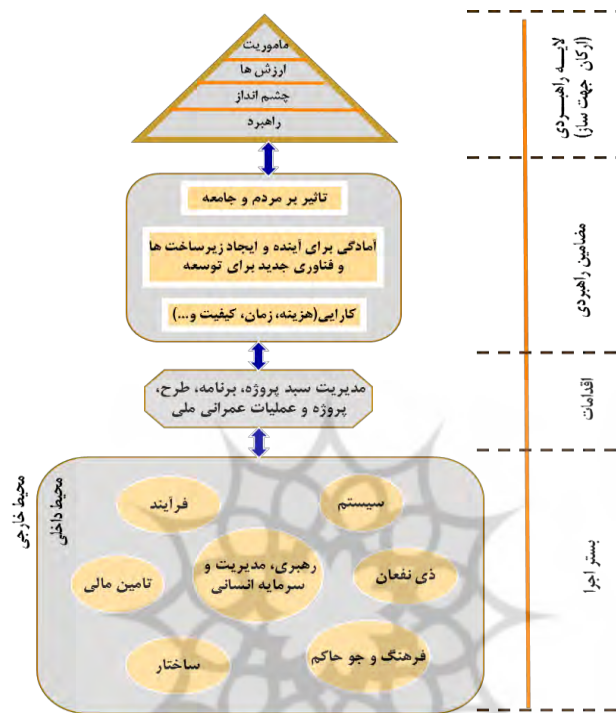 ماموریت
ارزش ها
چشم انداز
راهبرد
لایه راهبردی
(ارکان جهت ساز)
تاثیر بر مردم و جامعه
آمادگی برای آینده و ایجاد زیرساخت ها
و فناوری جدید برای توسعه
کارایی(هزینه، زمان، کیفیت و...)
مضامین راهبردی
مدیریت سبد پروژه، برنامه، طرح،
پروژه و عملیات عمرانی ملی
اقدامات
سیستم
فرآیند
رهبری، مدیریت و
سرمایه انسانی
ذی نفعان
تامین مالی
فرهنگ و جو حاکم
ساختار
بستر اجرا
محیط داخلی
محیط خارجی